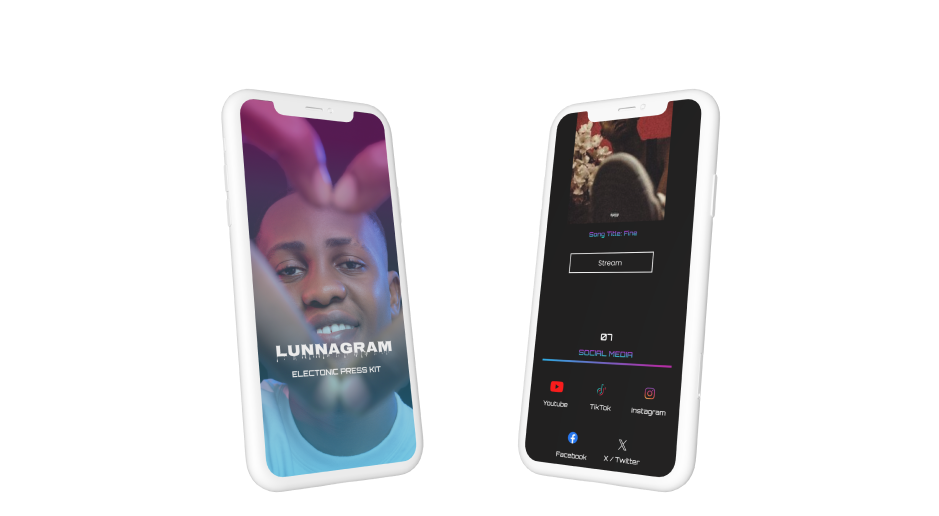 LUNNAGRAM
ELECTONIC PRESS KIT
Song Title: Fine
Stream
07
SOCIAL MEDIA
Youtube
TikTok
Instagram
Facebook
X / Twitter